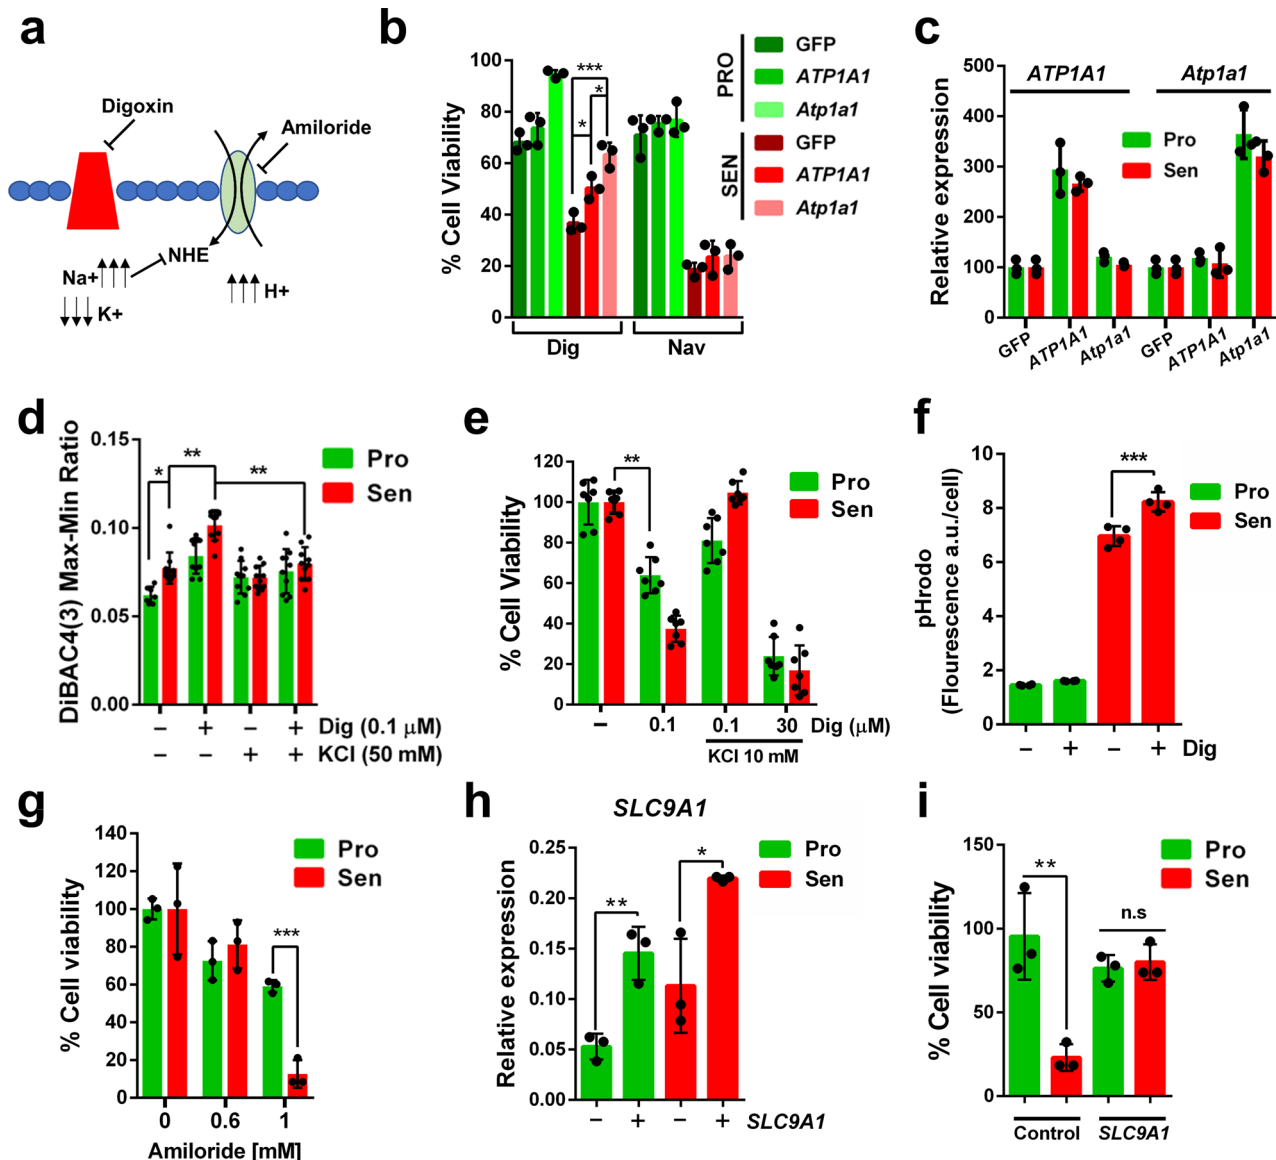 a
Digoxin
Amiloride
Na+
NHE
K+
H+
b
% Cell Viability
100
80
60
40
20
0
***
*
*
Dig
Nav
PRO
GFP
ATP1A1
Atp1a1
SEN
GFP
ATP1A1
Atp1a1
c
Relative expression
500
400
300
200
100
0
ATP1A1
Atp1a1
Pro
Sen
GFP
ATP1A1
Atp1a1
GFP
ATP1A1
Atp1a1
d
DiBAC4(3) Max-Min Ratio
0.15
0.10
0.05
0.00
*
**
**
Pro
Sen
− + − + Dig (0.1 μM)
− − + + KCl (50 mM)
e
% Cell Viability
120
100
80
60
40
20
0
**
Pro
Sen
− 0.1 0.1 30 Dig (μM)
KCl 10 mM
f
pHrodo
(Flourescence a.u./cell)
10
8
6
4
2
0
***
Pro
Sen
− + − + Dig
g
% Cell viability
140
120
100
80
60
40
20
0
***
Pro
Sen
0 0.6 1
Amiloride [mM]
h
SLC9A1
Relative expression
0.25
0.20
0.15
0.10
0.05
0.00
**
*
Pro
Sen
− + − + SLC9A1
i
% Cell viability
150
100
50
0
**
n.s
Pro
Sen
Control
SLC9A1